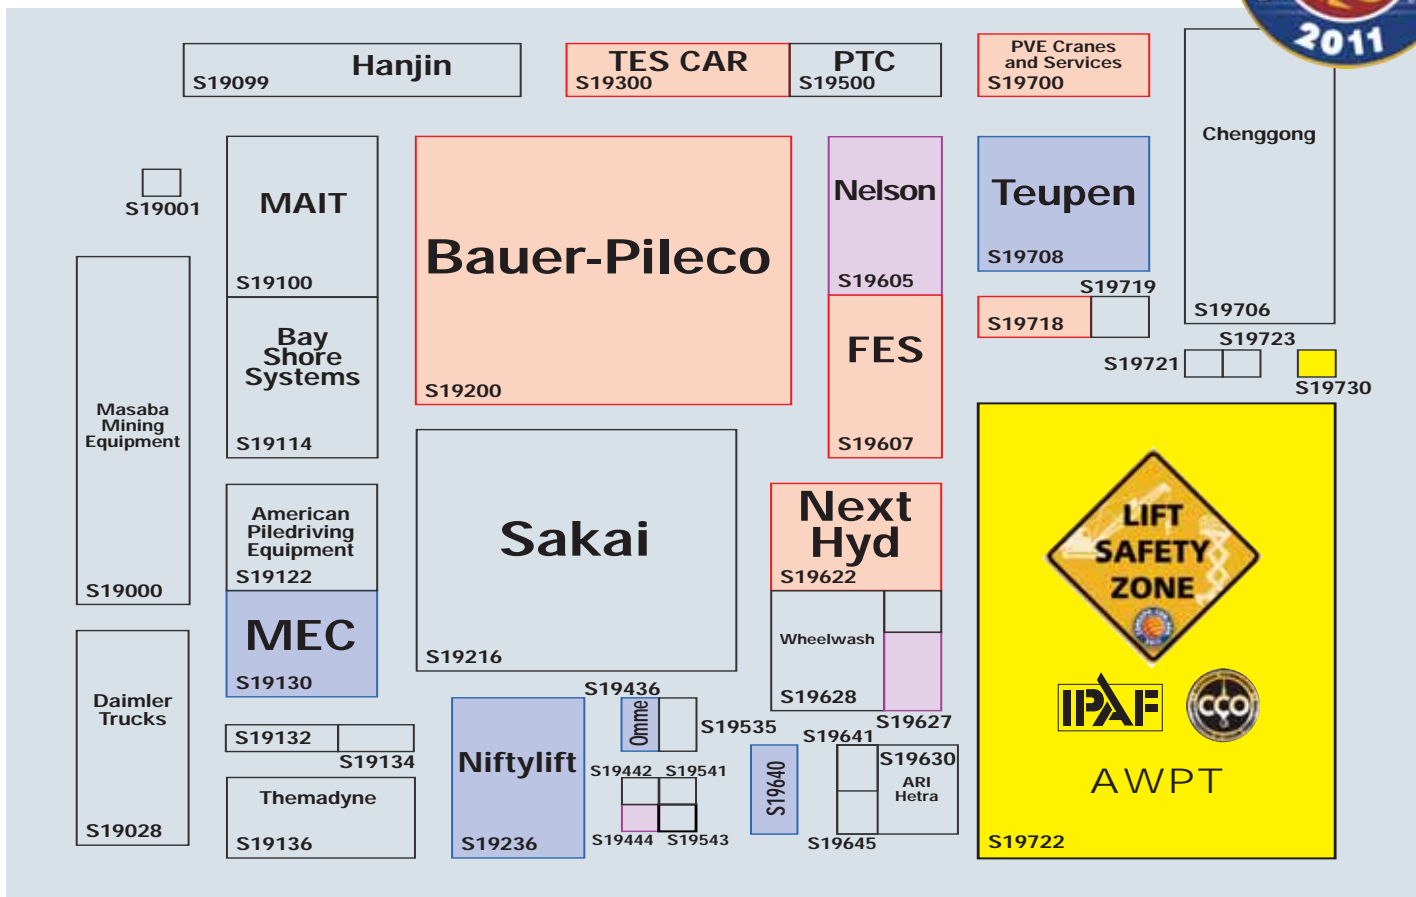 2011
Hanjin
S19099
TES CAR
S19300
PTC
S19500
PVE Cranes
and Services
S19700
Chenggong
S19706
S19001
MAIT
S19100
Bauer-Pileco
S19200
Nelson
S19605
Teupen
S19708
S19719
S19718
S19723
S19721
S19730
Bay
Shore
Systems
S19114
FES
S19607
Masaba
Mining
Equipment
S19000
American
Piledriving
Equipment
S19122
Sakai
S19216
Next
Hyd
S19622
LIFT
SAFETY
ZONE
IPAF
CCO
AWPT
S19722
MEC
S19130
Wheelwash
S19628
S19627
Daimler
Trucks
S19028
S19132
S19134
Themadyne
S19136
Niftylift
S19236
S19436
Omme
S19535
S19442
S19541
S19444
S19543
S19640
S19641
S19630
ARI
Hetra
S19645